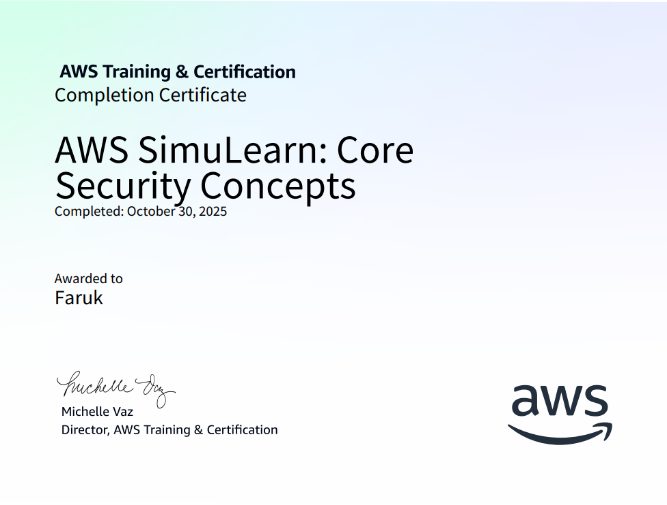 AWS Training & Certification
Completion Certificate
AWS SimuLearn: Core
Security Concepts
Completed: October 30, 2025
Awarded to
Faruk
Michelle Vaz
Michelle Vaz
Director, AWS Training & Certification
aws